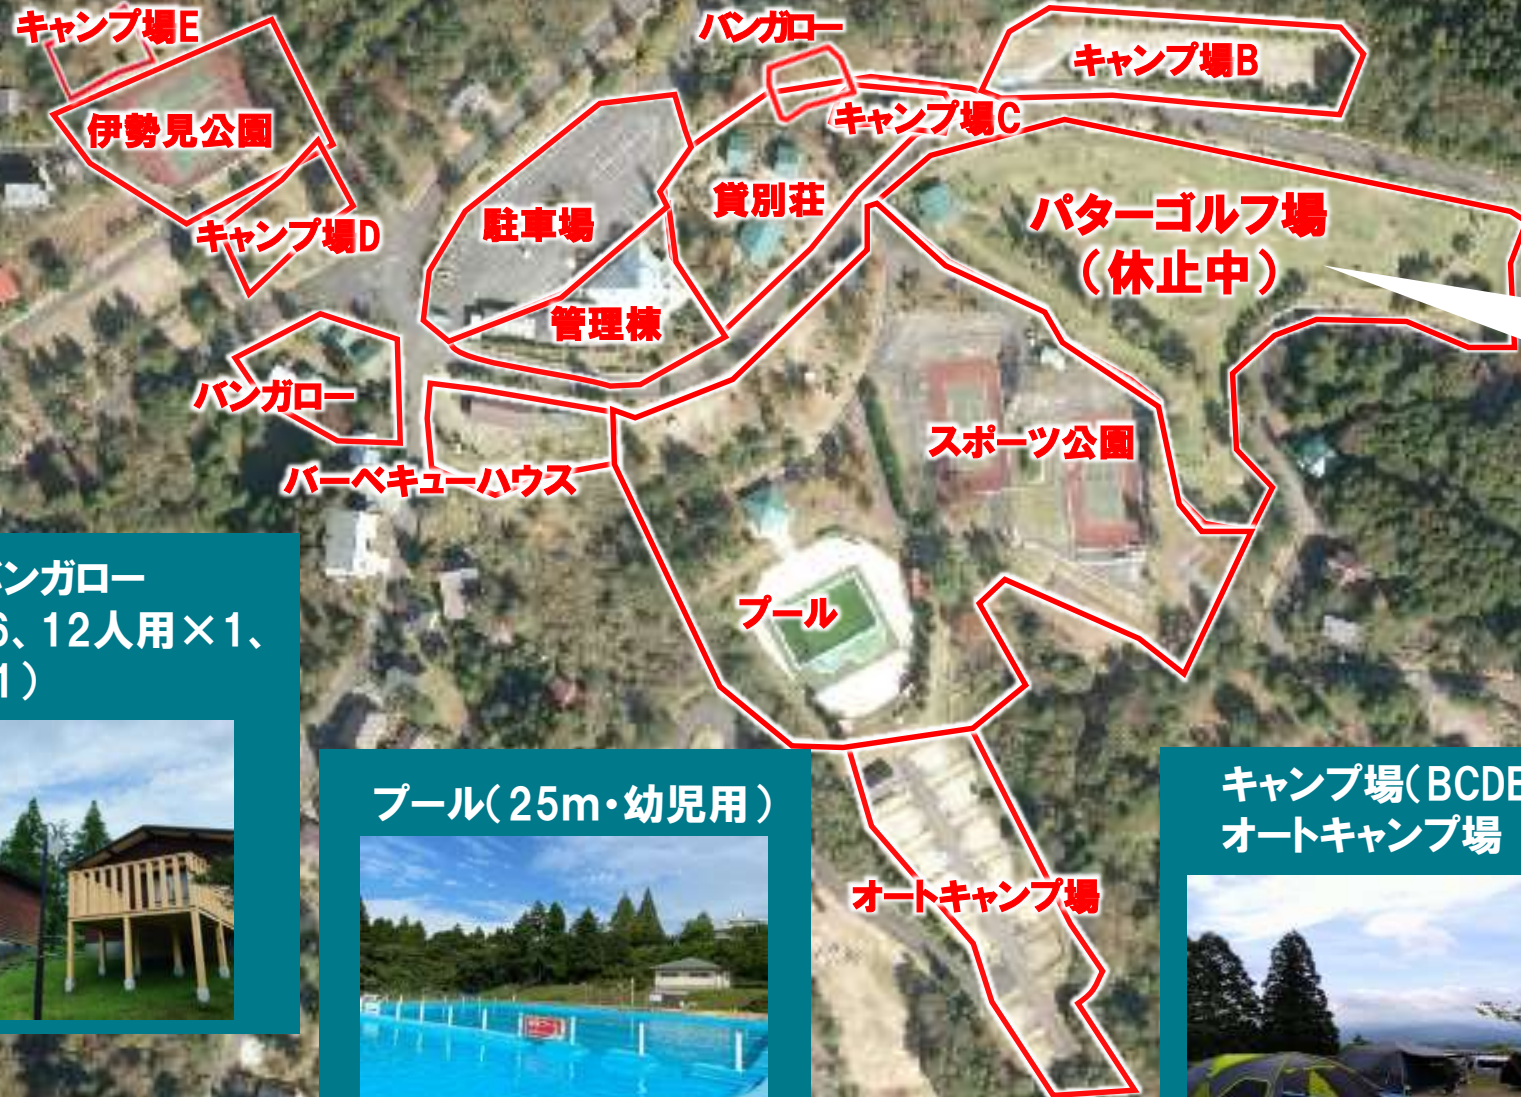 キャンプ場E
バンガロー
キャンプ場B
伊勢見公園
キャンプ場C
キャンプ場D
駐車場
貸別荘
パターゴルフ場
（休止中）
管理棟
バンガロー
スポーツ公園
バーベキューハウス
プール
オートキャンプ場
ンガロー
6、12人用×1、
1）
プール（25m・幼児用）
キャンプ場（BCDE
オートキャンプ場